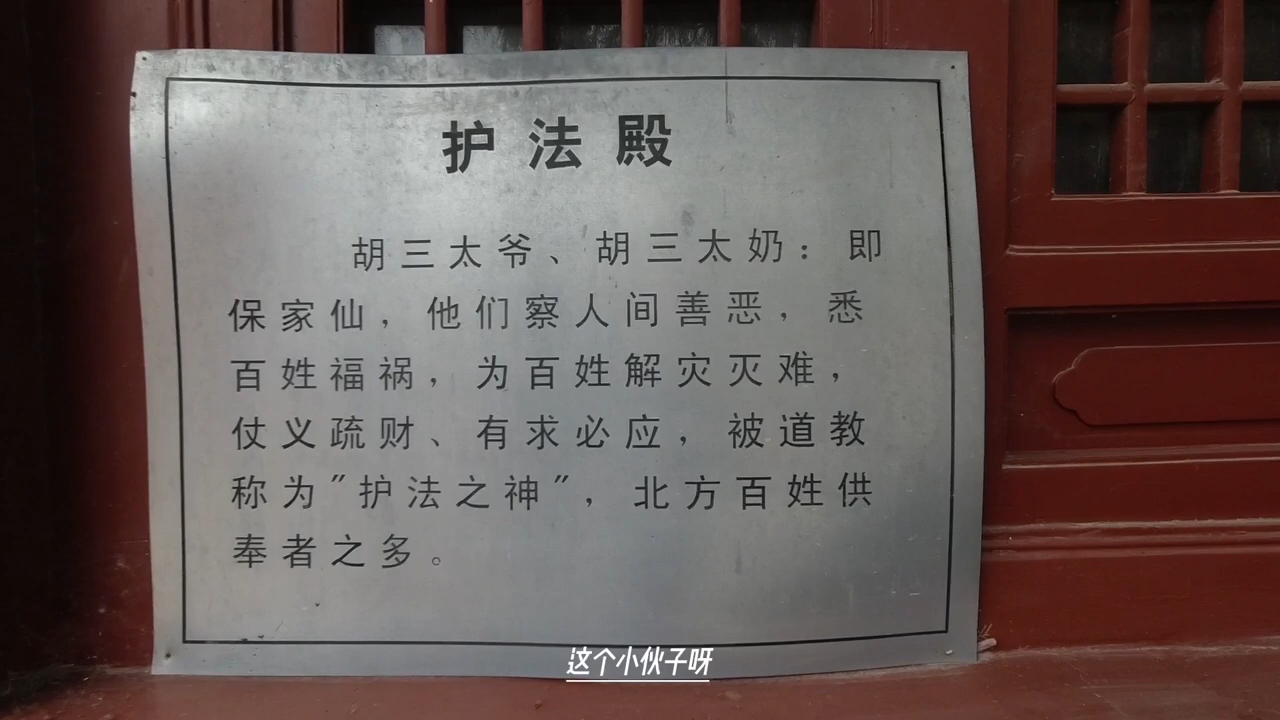 护法殿
胡三太爷、胡三太奶：即
保家仙，他们察人间善恶，悉
百姓福祸，为百姓解灾灭难，
仗义疏财、有求必应，被道教
称为"护法之神"，北方百姓供
奉者之多。
这个小伙子呀